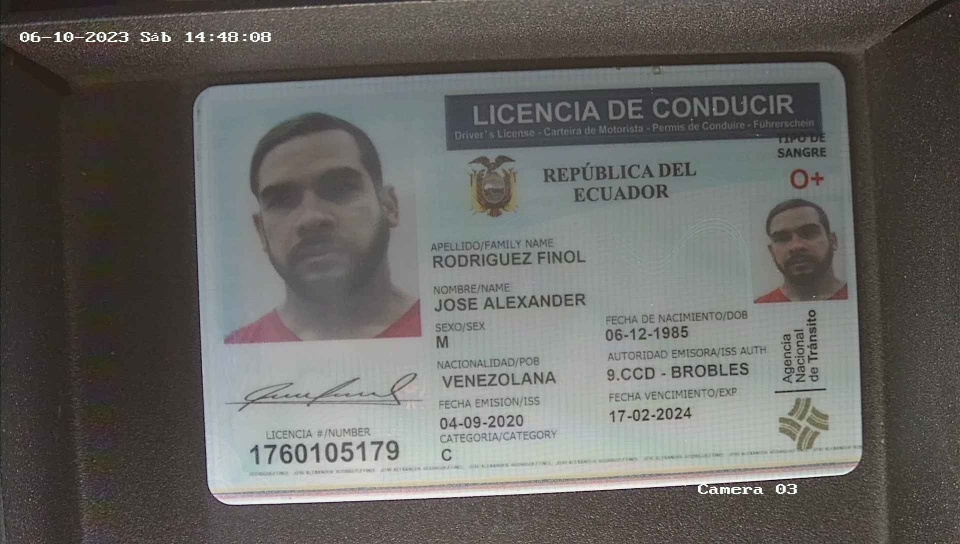 06-10-2023 Sáb 14:48:08
LICENCIA DE CONDUCIR
Driver's License - Carteira de Motorista - Permis de Conduire - Führerschein
TIPO DE
SANGRE
O+
REPÚBLICA DEL
ECUADOR
APELLIDO/FAMILY NAME
RODRIGUEZ FINOL
NOMBRE/NAME
JOSE ALEXANDER
SEXO/SEX
M
FECHA DE NACIMIENTO/DOB
06-12-1985
NACIONALIDAD/POB
VENEZOLANA
AUTORIDAD EMISORA/ISS AUTH
9.CCD - BROBLES
FECHA EMISIÓN/ISS
04-09-2020
FECHA VENCIMIENTO/EXP
17-02-2024
CATEGORIA/CATEGORY
C
LICENCIA #/NUMBER
1760105179
Agencia
Nacional
de Tránsito
Camera 03